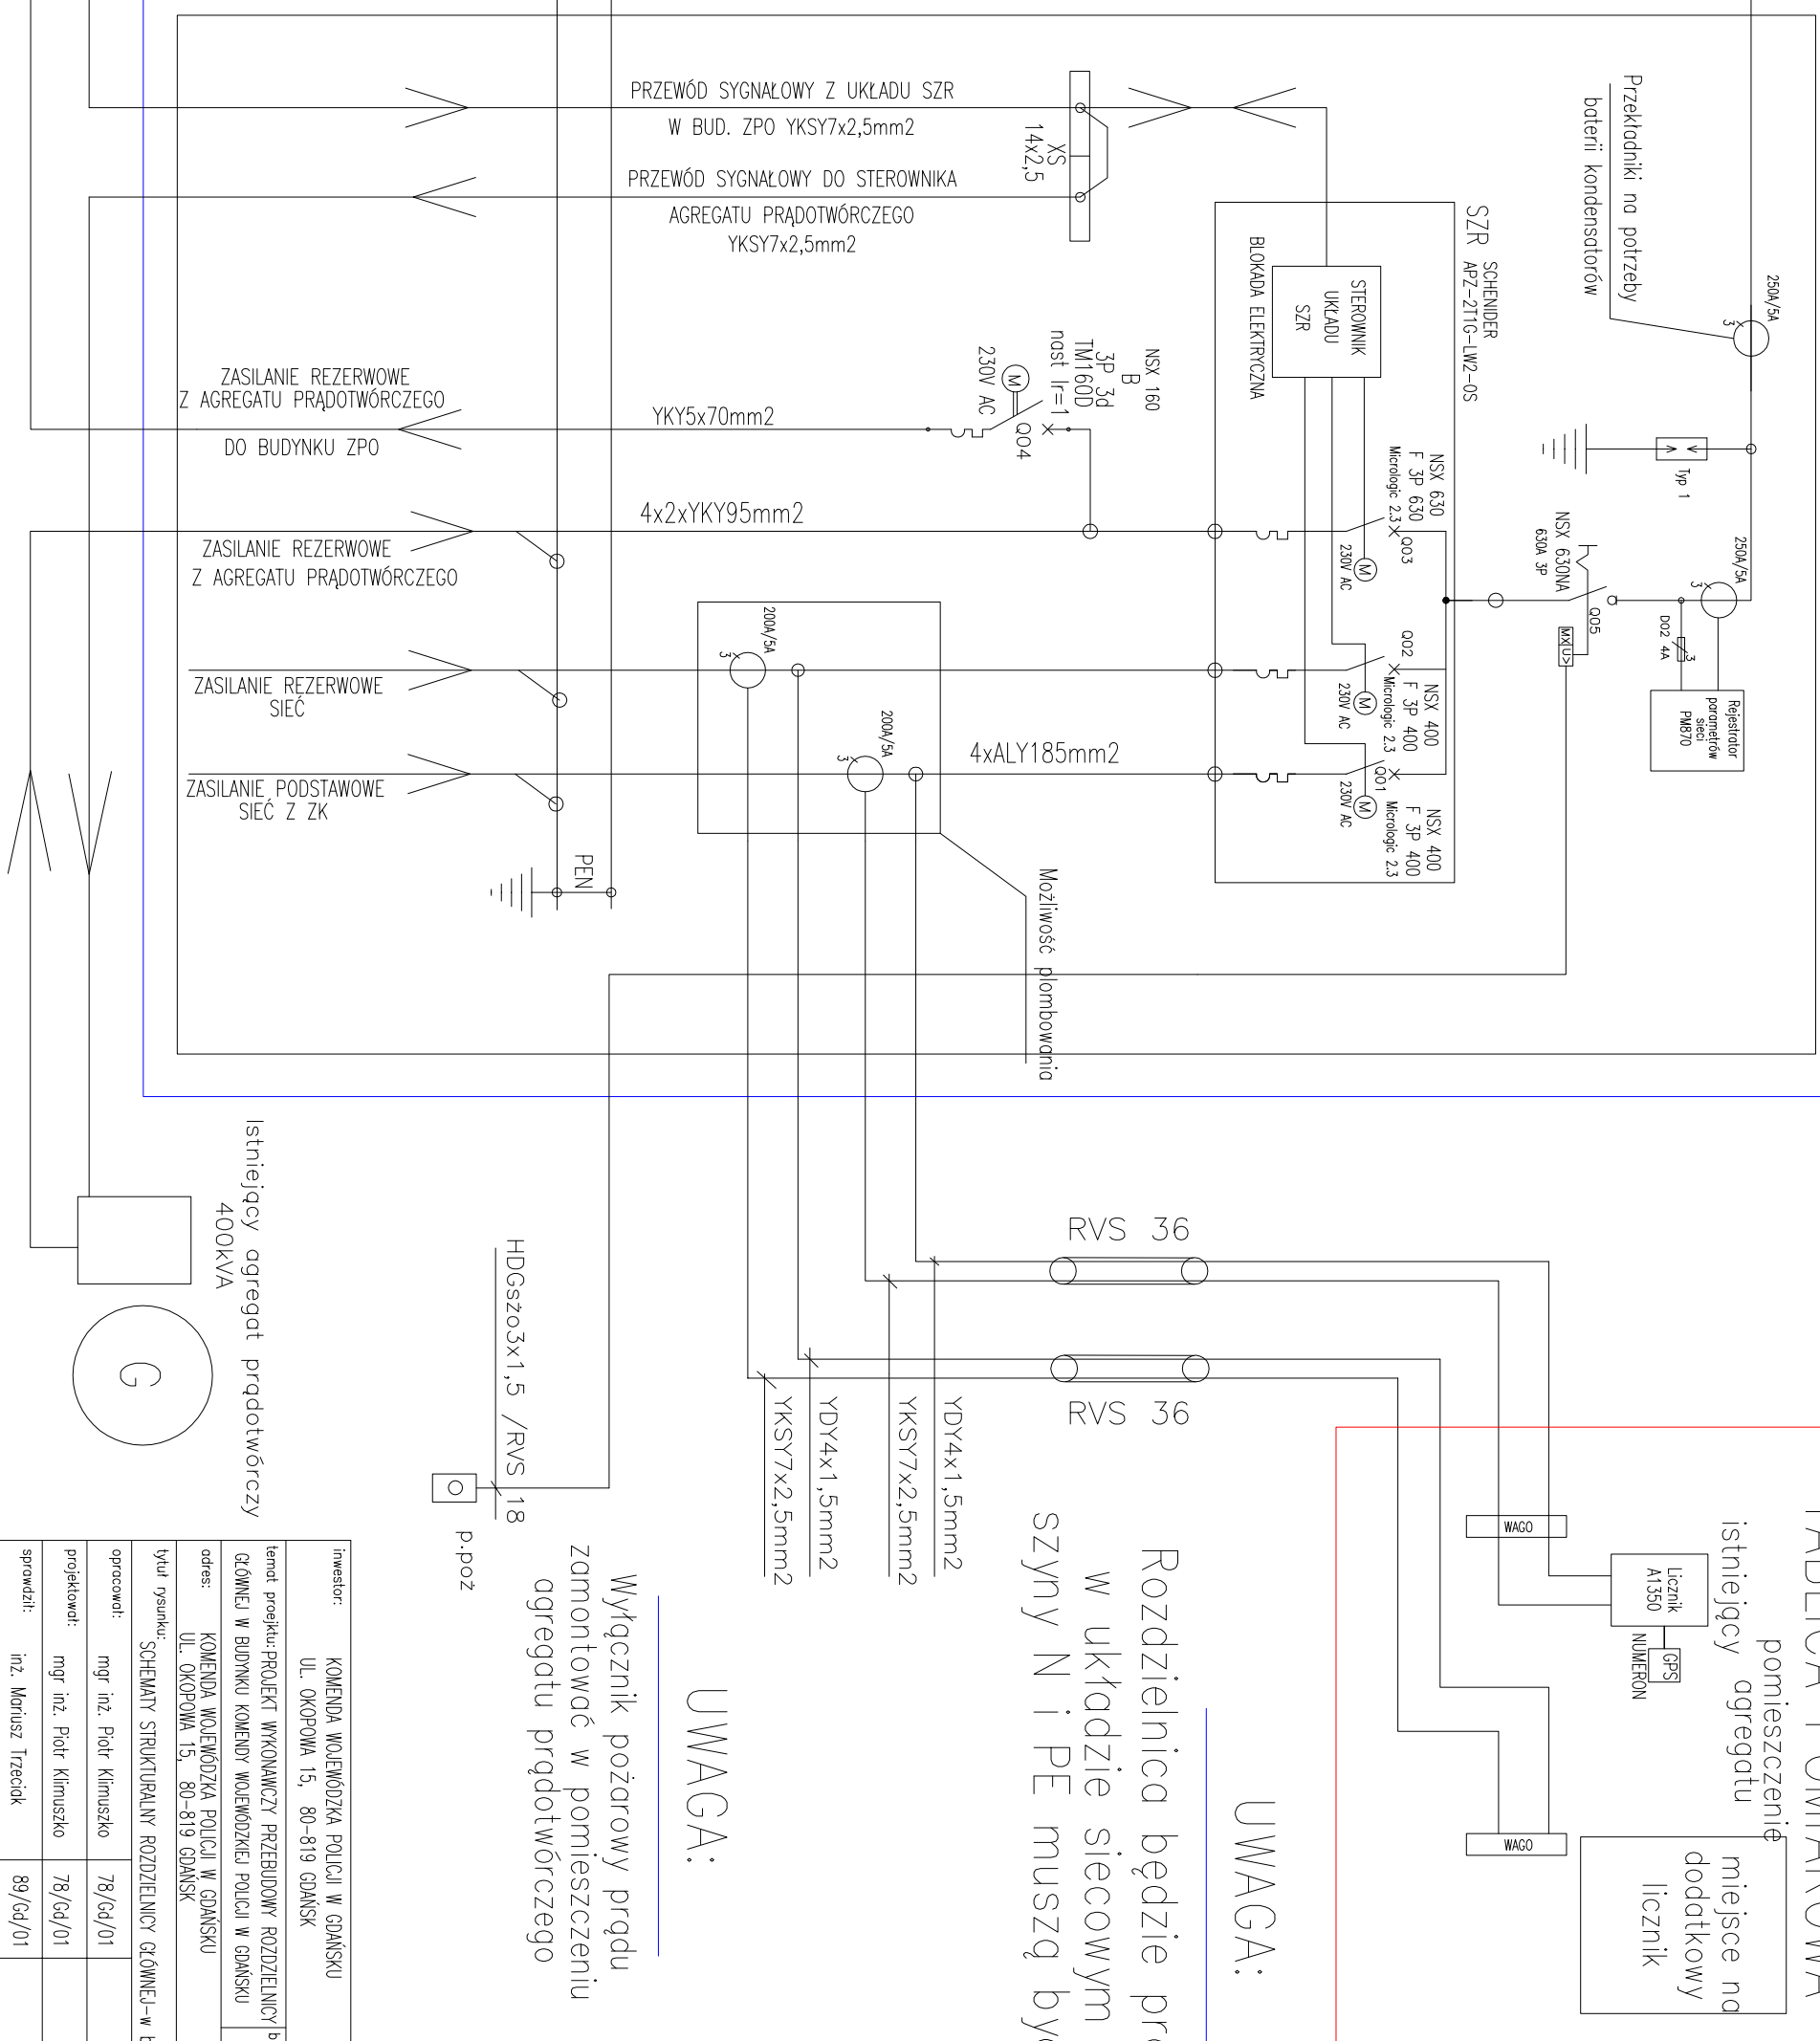 PRZEWÓD SYGNAŁOWY Z UKŁADU SZR
W BUD. ZPO YKSY7x2,5mm2
PRZEWÓD SYGNAŁOWY DO STEROWNIKA
AGREGATU PRĄDOTWÓRCZEGO
YKSY7x2,5mm2
XS
14x2,5
Przekładniki na potrzeby
baterii kondensatorów
250A/5A
3
SZR
SCHENIDER
APZ-2T1G-LW2-0S
STEROWNIK
UKŁADU
SZR
BLOKADA ELEKTRYCZNA
Typ 1
NSX 160
B
3P 3d
TM160D
nast Ir=1
M
230V AC
Q04
YKY5x70mm2
ZASILANIE REZERWOWE
Z AGREGATU PRĄDOTWÓRCZEGO
DO BUDYNKU ZPO
4x2xYKY95mm2
ZASILANIE REZERWOWE
Z AGREGATU PRĄDOTWÓRCZEGO
NSX 630
F 3P 630
Micrologic 2.3
Q03
M
230V AC
NSX 630NA
630A 3P
Q05
MX U>
250A/5A
3
D02 4A
3
Rejestrator
parametrów
sieci
PM870
ZASILANIE REZERWOWE
SIEĆ
200A/5A
3
Q02
NSX 400
F 3P 400
Micrologic 2.3
M
230V AC
ZASILANIE PODSTAWOWE
SIEĆ Z ZK
200A/5A
3
4xALY185mm2
Q01
NSX 400
F 3P 400
Micrologic 2.3
M
230V AC
PEN
Możliwość plombowania
Istniejący agregat prądotwórczy
400kVA
G
HDGszo3x1,5 /RVS 18
p.poż
RVS 36
RVS 36
YDY4x1,5mm2
YKSY7x2,5mm2
YDY4x1,5mm2
YKSY7x2,5mm2
WAGO
WAGO
Licznik
A1350
GPS
NUMERON
istniejący agregatu
pomieszczenie
miejsce na
dodatkowy
licznik
UWAGA:
Rozdzielnica będzie
w układzie siecowym
szyny N i PE muszą
UWAGA:
Wyłącznik pożarowy prądu
zamontować w pomieszczeniu
agregatu prądotwórczego
inwestor:
KOMENDA WOJEWÓDZKA POLICJI W GDAŃSKU
UL. OKOPOWA 15, 80-819 GDAŃSK
temat proejktu: PROJEKT WYKONAWCZY PRZEBUDOWY ROZDZIELNICY
GŁÓWNEJ W BUDYNKU KOMENDY WOJEWÓDZKIEJ POLICJI W GDAŃSKU
adres:
KOMENDA WOJEWÓDZKA POLICJI W GDAŃSKU
UL. OKOPOWA 15, 80-819 GDAŃSK
tytuł rysunku:
SCHEMATY STRUKTURALNY ROZDZIELNICY GŁÓWNEJ-w
opracował: mgr inż. Piotr Klimuszko 78/Gd/01
projektował: mgr inż. Piotr Klimuszko 78/Gd/01
sprawdził: inż. Mariusz Trzeciak 89/Gd/01